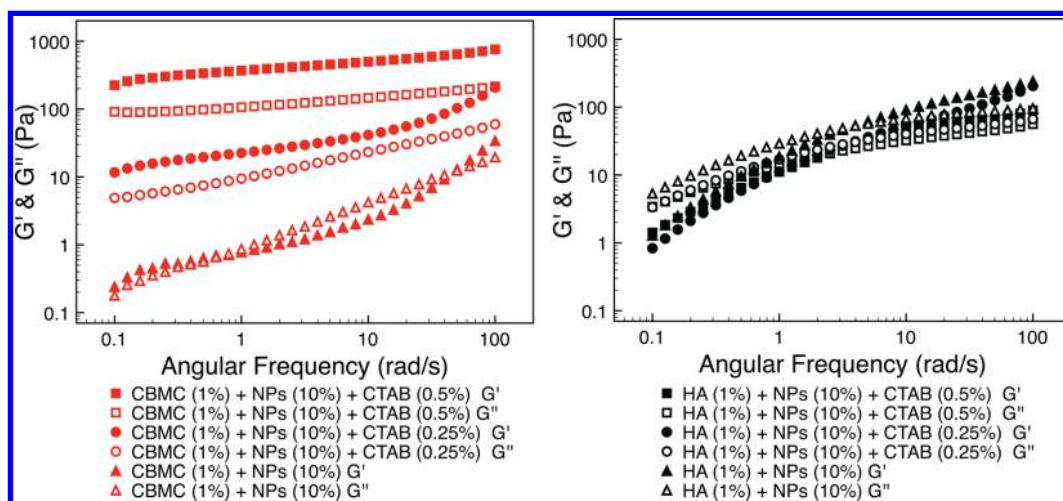 1000
100
10
1
0.1
G' & G" (Pa)
0.1 1 10 100
Angular Frequency (rad/s)
CBMC (1%) + NPs (10%) + CTAB (0.5%) G'
CBMC (1%) + NPs (10%) + CTAB (0.5%) G"
CBMC (1%) + NPs (10%) + CTAB (0.25%) G'
CBMC (1%) + NPs (10%) + CTAB (0.25%) G"
CBMC (1%) + NPs (10%) G'
CBMC (1%) + NPs (10%) G"
1000
100
10
1
0.1
G' & G" (Pa)
0.1 1 10 100
Angular Frequency (rad/s)
HA (1%) + NPs (10%) + CTAB (0.5%) G'
HA (1%) + NPs (10%) + CTAB (0.5%) G"
HA (1%) + NPs (10%) + CTAB (0.25%) G'
HA (1%) + NPs (10%) + CTAB (0.25%) G"
HA (1%) + NPs (10%) G'
HA (1%) + NPs (10%) G"